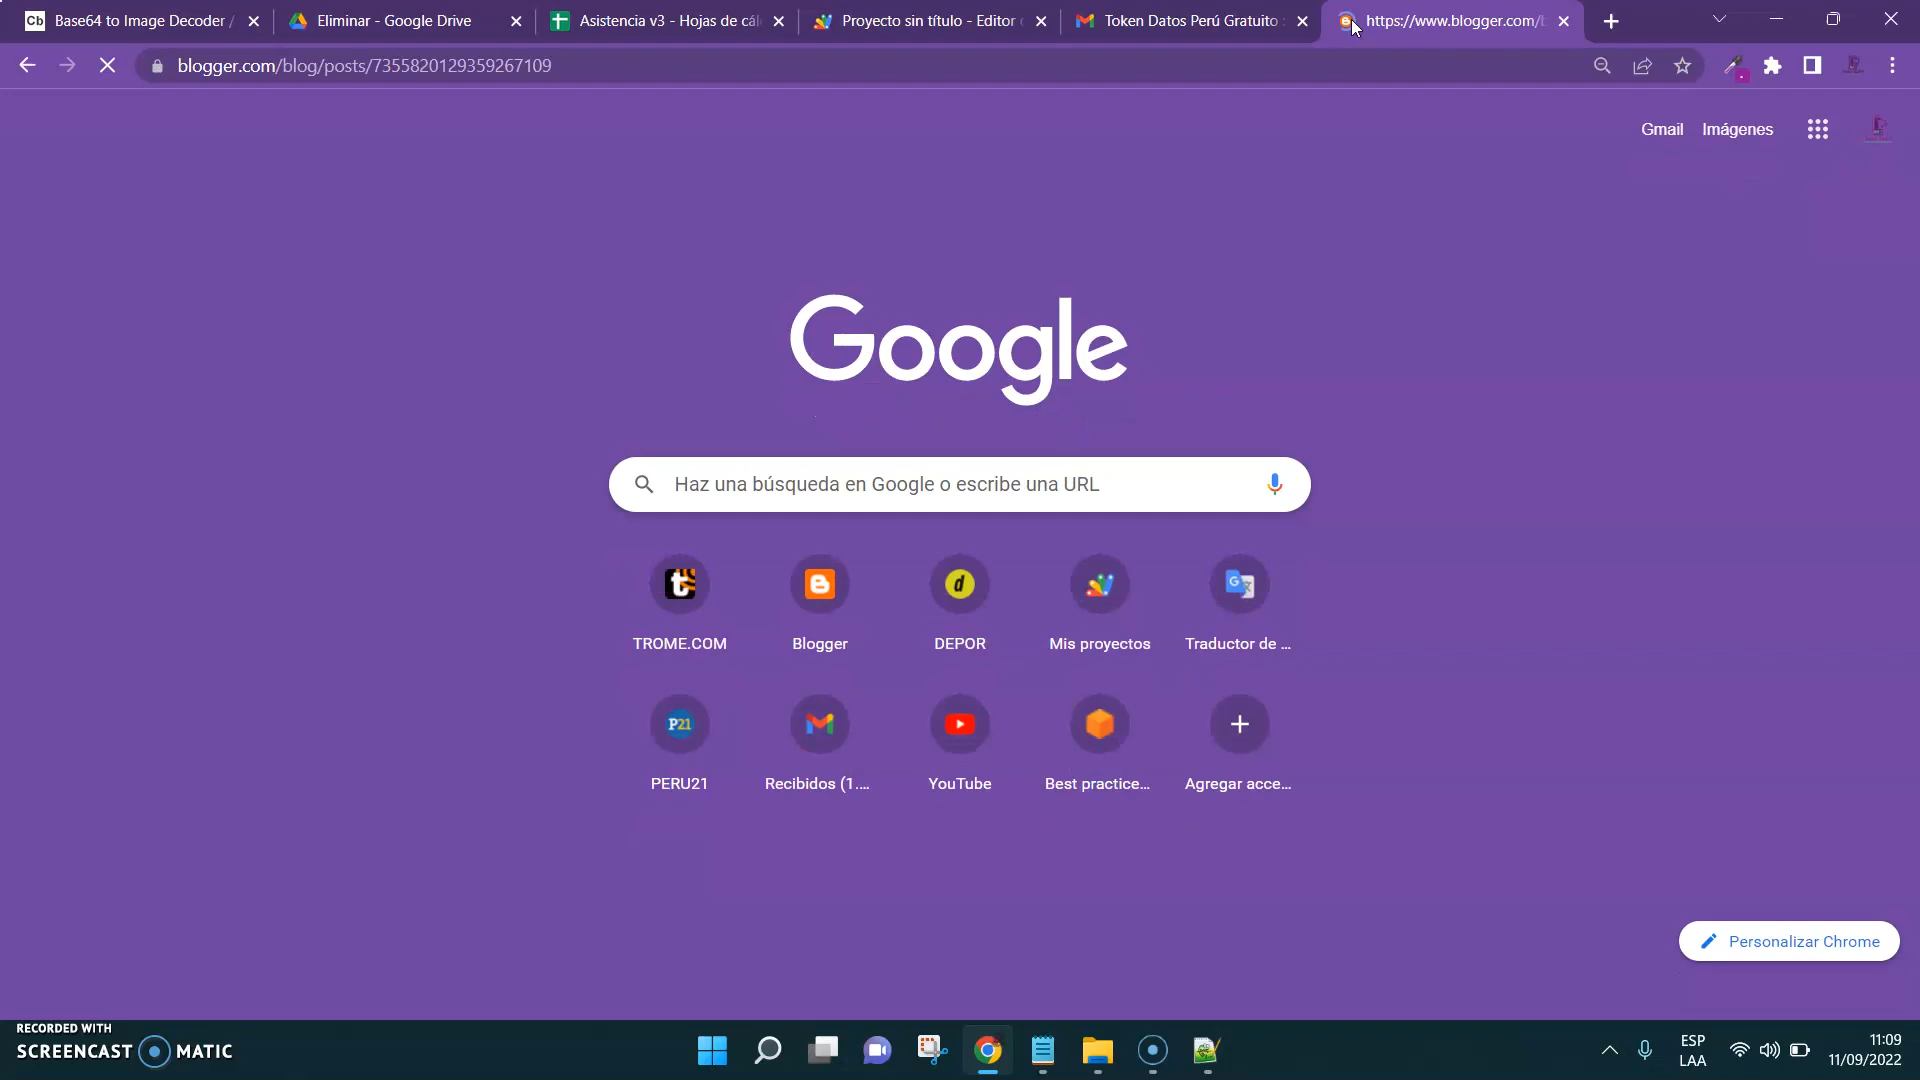 Cb Base64 to Image Decoder /
Eliminar - Google Drive
Asistencia v3 - Hojas de cál
Proyecto sin título - Editor
Token Datos Perú Gratuito
https://www.blogger.com/b
blogger.com/blog/posts/7355820129359267109
Gmail Imágenes
Google
Haz una búsqueda en Google o escribe una URL
TROME.COM Blogger DEPOR Mis proyectos Traductor de ...
P21
PERU21 Recibidos (1.... YouTube Best practice... Agregar acce...
Personalizar Chrome
RECORDED WITH
SCREENCAST MATIC
ESP
LAA
11:09
11/09/2022